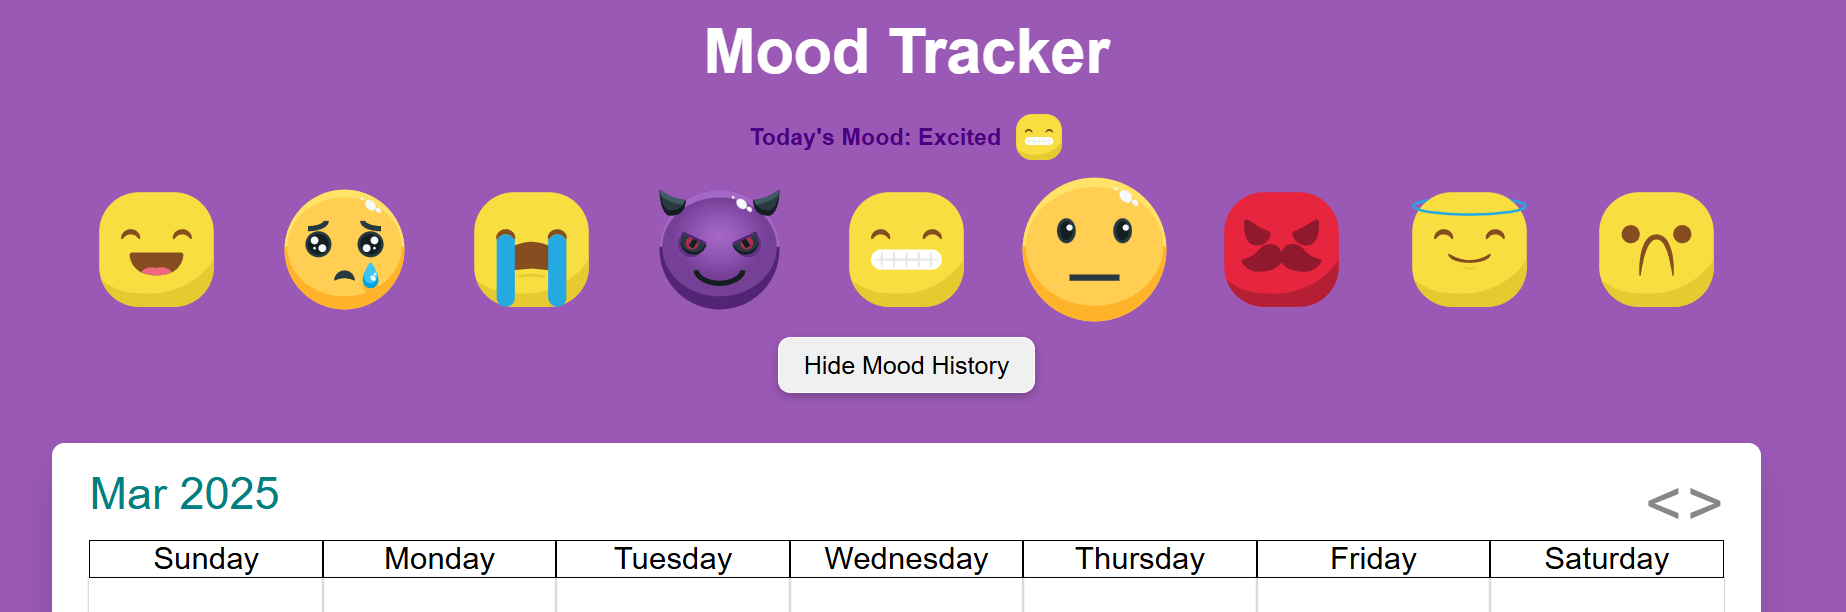 Mood Tracker
Today's Mood: Excited
Hide Mood History
Mar 2025 < >
Sunday Monday Tuesday Wednesday Thursday Friday Saturday